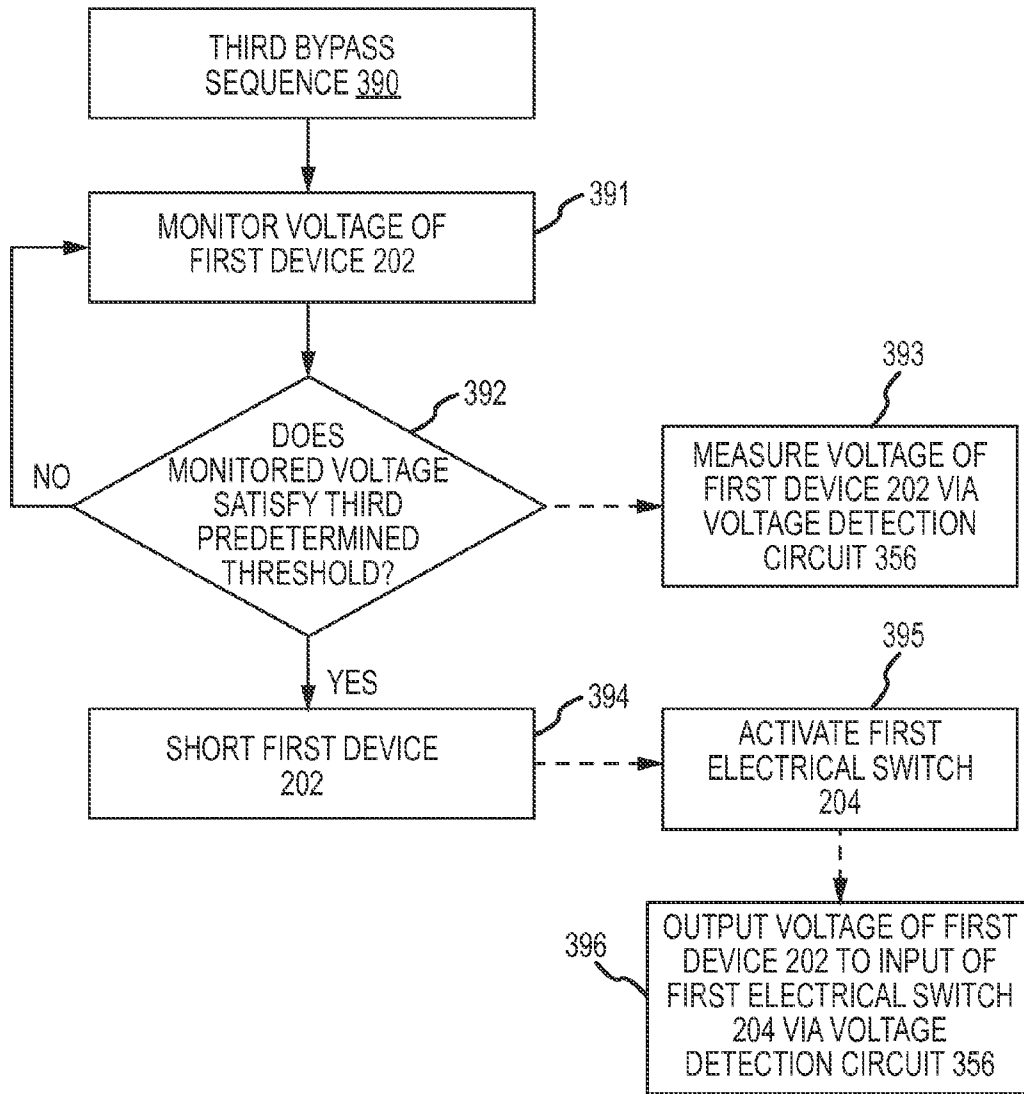 THIRD BYPASS
SEQUENCE 390
391
MONITOR VOLTAGE OF
FIRST DEVICE 202
392
DOES
MONITORED VOLTAGE
SATISFY THIRD
PREDETERMINED
THRESHOLD?
NO
393
MEASURE VOLTAGE OF
FIRST DEVICE 202 VIA
VOLTAGE DETECTION
CIRCUIT 356
YES
394
SHORT FIRST DEVICE
202
395
ACTIVATE FIRST
ELECTRICAL SWITCH
204
396
OUTPUT VOLTAGE OF FIRST
DEVICE 202 TO INPUT OF
FIRST ELECTRICAL SWITCH
204 VIA VOLTAGE
DETECTION CIRCUIT 356